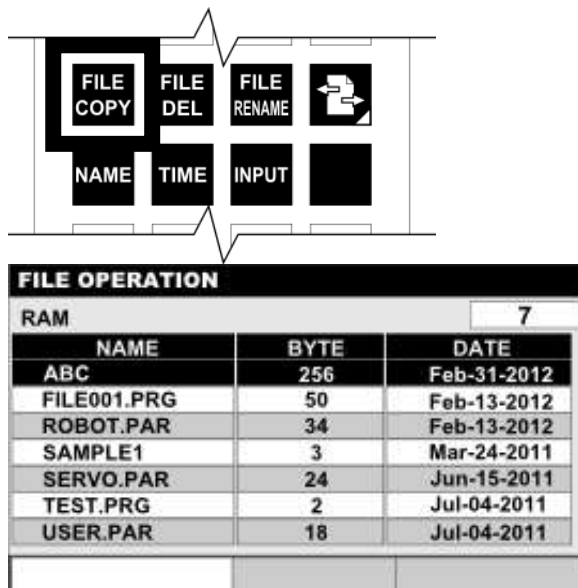 FILE COPY FILE DEL FILE RENAME
NAME TIME INPUT
FILE OPERATION
RAM 7
NAME BYTE DATE
ABC 256 Feb-31-2012
FILE001.PRG 50 Feb-13-2012
ROBOT.PAR 34 Feb-13-2012
SAMPLE1 3 Mar-24-2011
SERVO.PAR 24 Jun-15-2011
TEST.PRG 2 Jul-04-2011
USER.PAR 18 Jul-04-2011